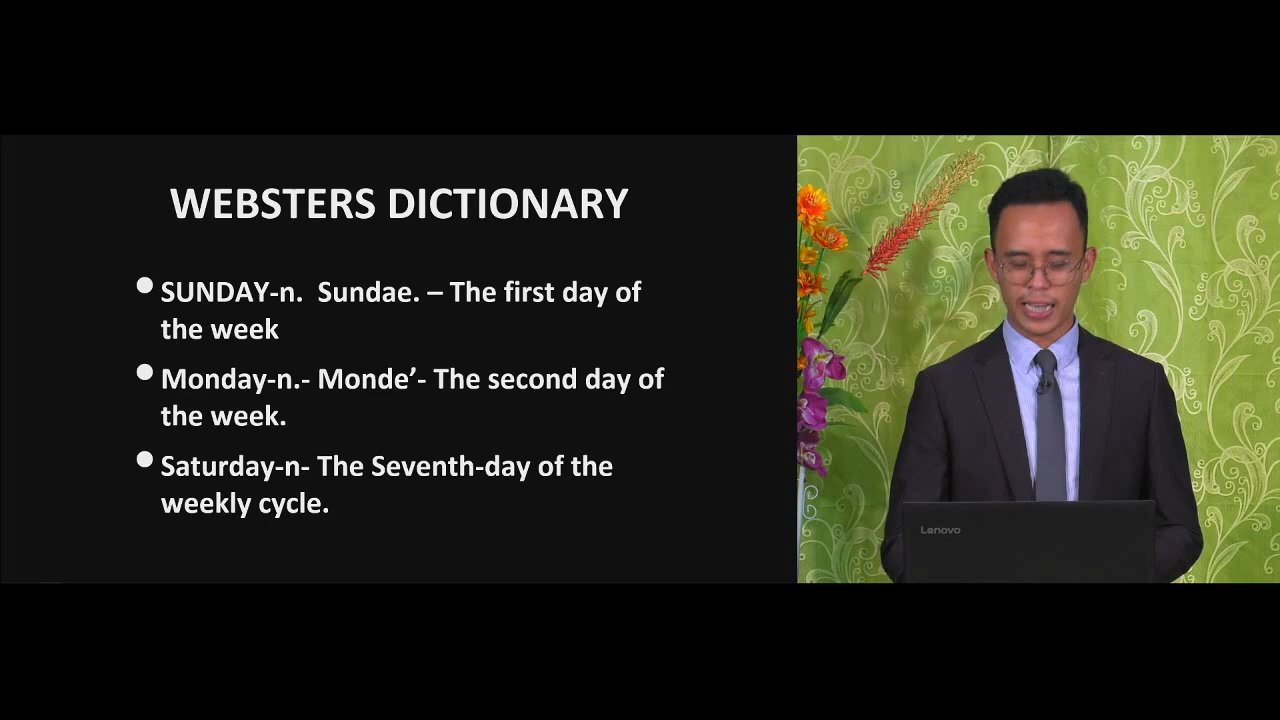 WEBSTERS DICTIONARY
•SUNDAY-n.  Sundae. – The first day of
the week
•Monday-n.- Monde’- The second day of
the week.
•Saturday-n- The Seventh-day of the
weekly cycle.
Lenovo